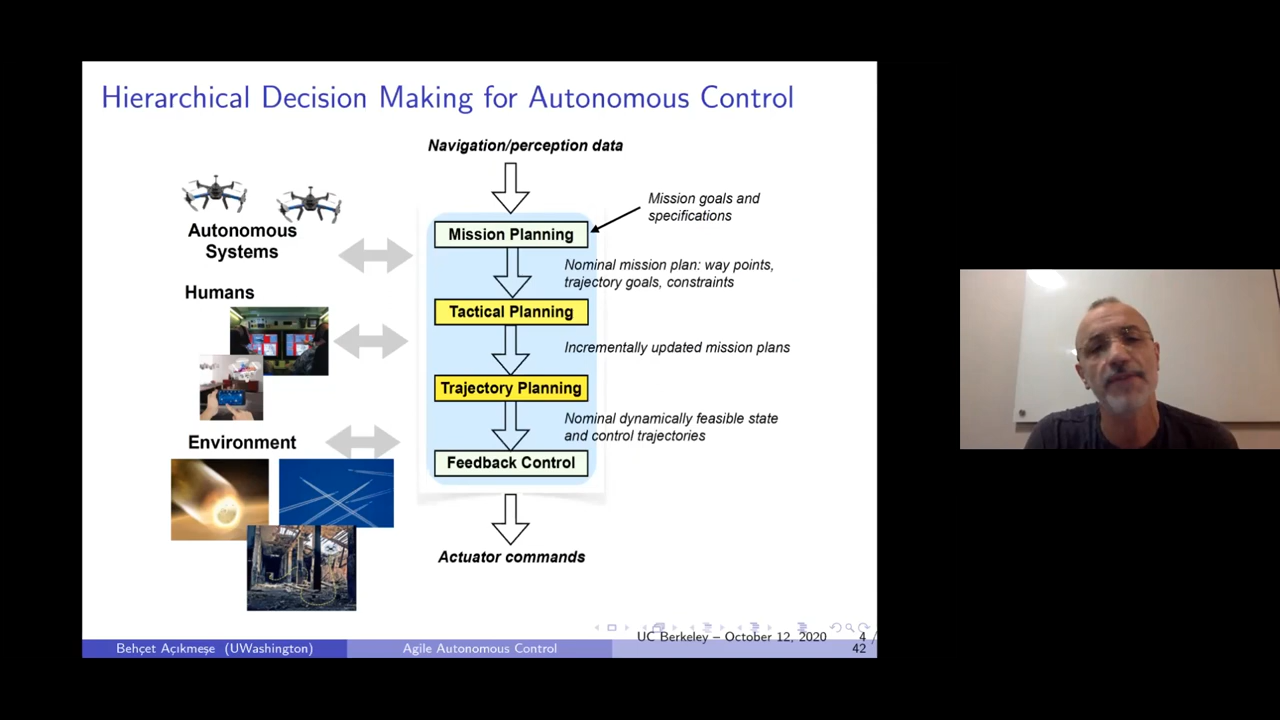 Hierarchical Decision Making for Autonomous Control
Navigation/perception data
Mission goals and
specifications
Autonomous
Systems
Mission Planning
Nominal mission plan: way points,
trajectory goals, constraints
Humans
Tactical Planning
Incrementally updated mission plans
Trajectory Planning
Nominal dynamically feasible state
and control trajectories
Environment
Feedback Control
Actuator commands
UC Berkeley – October 12, 2020 4 /
Behçet Açıkmeşe (UWashington) Agile Autonomous Control 42